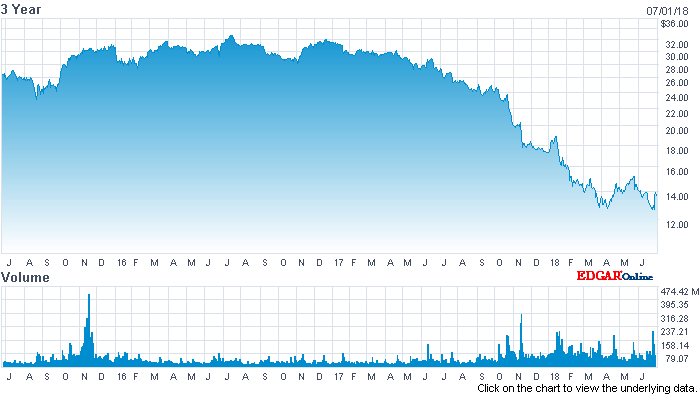 3 Year 07/01/18
$36.00
32.00
30.00
28.00
26.00
24.00
22.00
20.00
18.00
16.00
14.00
12.00
J A S O N D 16 F M A M J J A S O N D 17 F M A M J J A S O N D 18 F M A M J
EDGAR Online
Volume
474.42 M
395.35
316.28
237.21
158.14
79.07
J A S O N D 16 F M A M J J A S O N D 17 F M A M J J A S O N D 18 F M A M J
Click on the chart to view the underlying data.